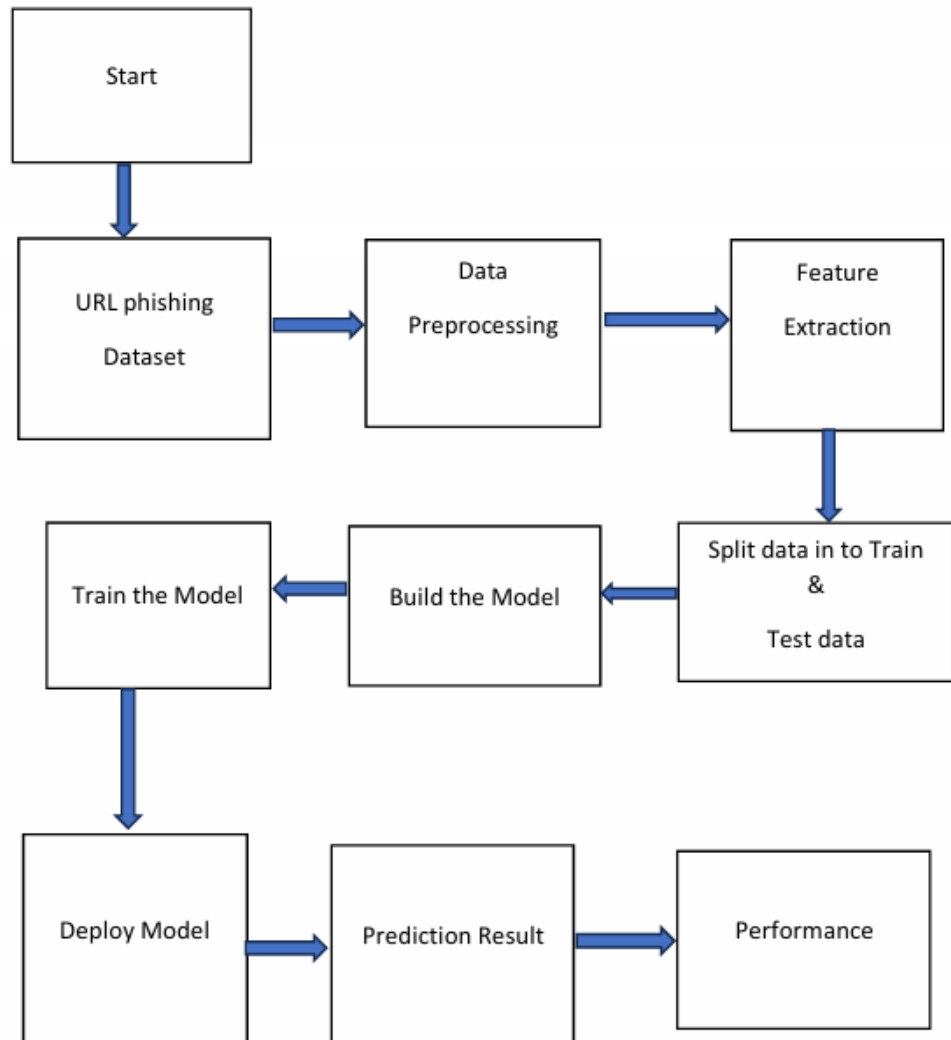 Start
URL phishing
Dataset
Data
Preprocessing
Feature
Extraction
Split data in to Train
&
Test data
Build the Model
Train the Model
Deploy Model
Prediction Result
Performance